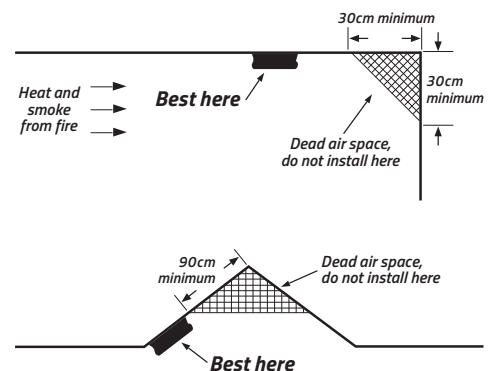 30cm minimum
Heat and
smoke
from fire
Best here
30cm
minimum
Dead air space,
do not install here
90cm
minimum
Dead air space,
do not install here
Best here